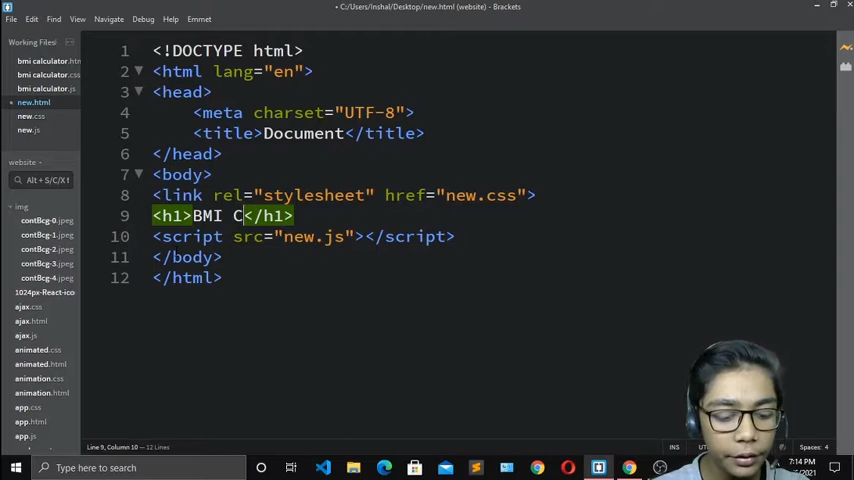 • C:/Users/Inshal/Desktop/new.html (website) - Brackets
File Edit Find View Navigate Debug Help Emmet
Working Files
bmi calculator.htm
bmi calculator.css
bmi calculator.js
new.html
new.css
new.js
website
Alt + S/C/X
img
contBcg-0.jpeg
contBcg-1.jpeg
contBcg-2.jpeg
contBcg-3.jpeg
contBcg-4.jpeg
1024px-React-ico
ajax.css
ajax.html
ajax.js
animated.css
animated.html
animation.css
animation.html
app.css
app.html
app.js
1 <!DOCTYPE html>
2 <html lang="en">
3 <head>
4 <meta charset="UTF-8">
5 <title>Document</title>
6 </head>
7 <body>
8 <link rel="stylesheet" href="new.css">
9 <h1>BMI C</h1>
10 <script src="new.js"></script>
11 </body>
12 </html>
Line 9, Column 10 — 12 Lines
INS
Spaces: 4
Type here to search
7:14 PM